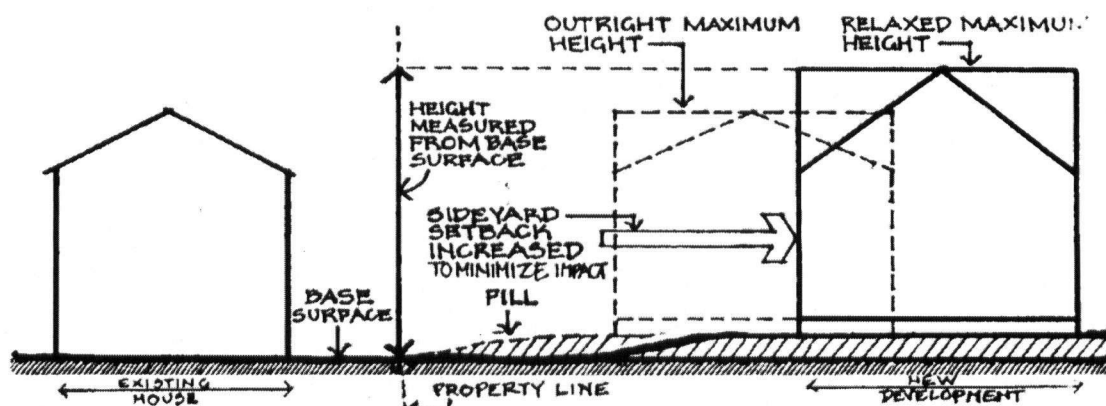 OUTRIGHT MAXIMUM
HEIGHT
RELAXED MAXIMU
HEIGHT
HEIGHT
MEASURED
FROM BASE
SURFACE
SIDEYARD
SETBACK
INCREASED
TO MINIMIZE IMPACT
FILL
BASE
SURFACE
EXISTING
HOUSE
PROPERTY LINE
NEW
DEVELOPMENT